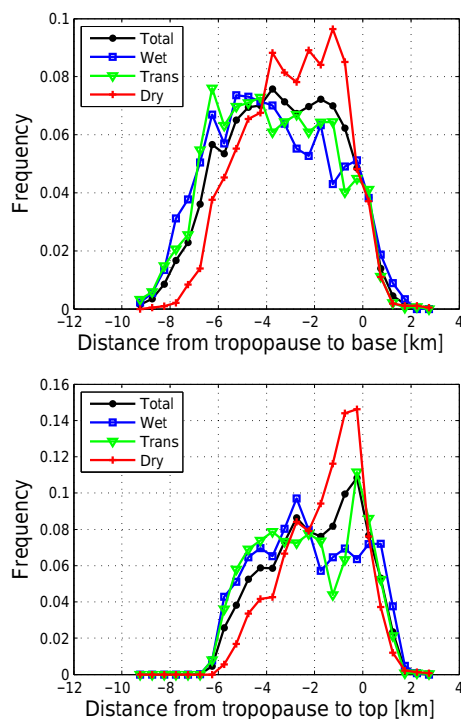 0.1
0.08
0.06
0.04
0.02
0
Frequency
Total
Wet
Trans
Dry
−12 −10 −8 −6 −4 −2 0 2 4
Distance from tropopause to base [km]
0.16
0.14
0.12
0.1
0.08
0.06
0.04
0.02
0
Frequency
Total
Wet
Trans
Dry
−12 −10 −8 −6 −4 −2 0 2 4
Distance from tropopause to top [km]